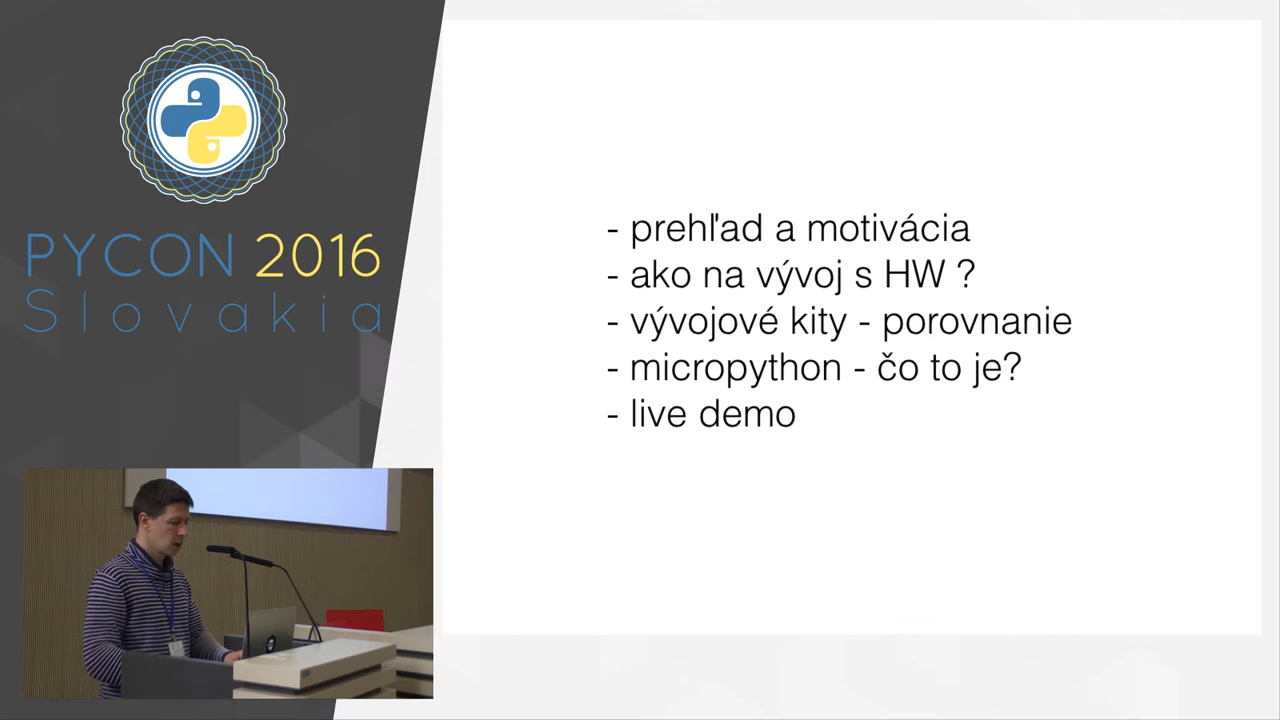 PYCON 2016
Slovakia
- prehľad a motivácia
- ako na vývoj s HW ?
- vývojové kity - porovnanie
- micropython - čo to je?
- live demo